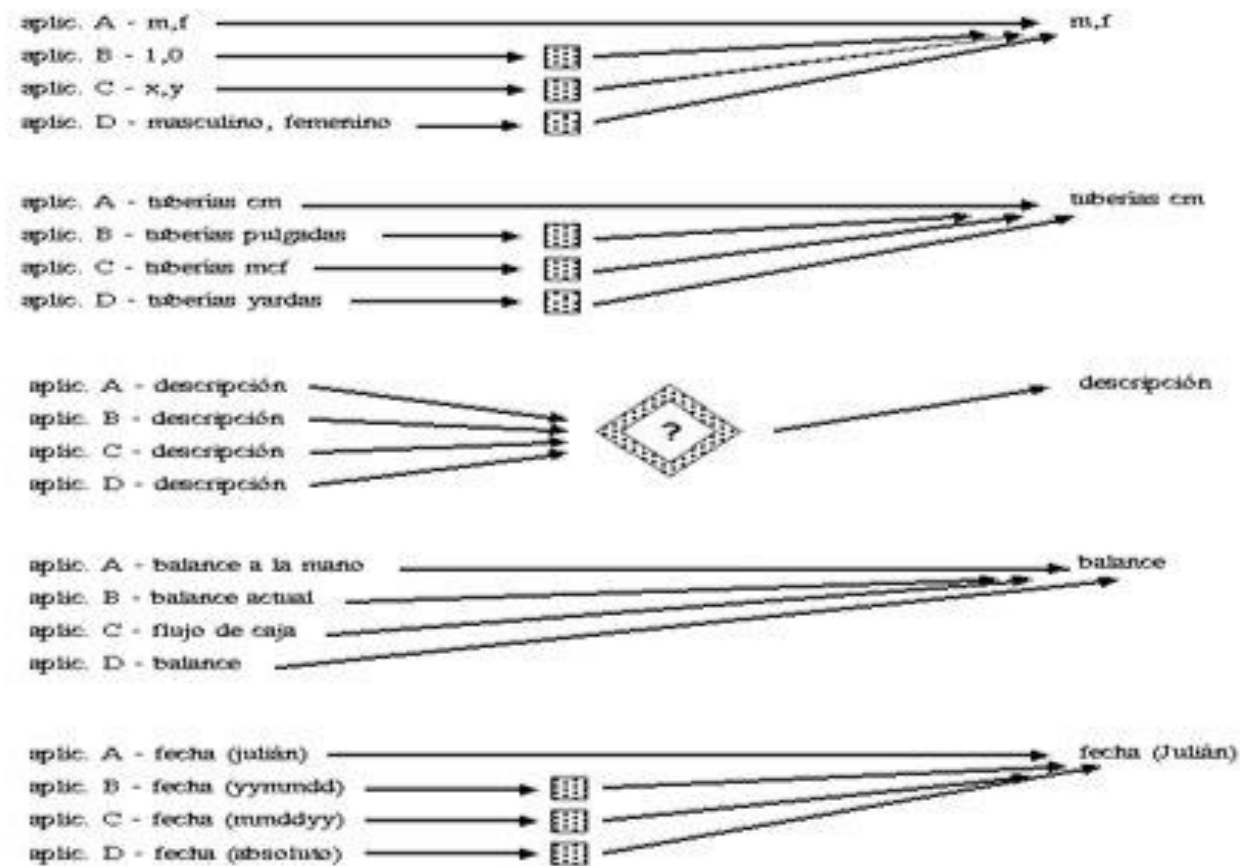 aplic. A - m,f m,f
aplic. B - 1,0
aplic. C - x,y
aplic. D - masculino, femenino
aplic. A - tuberías cm tuberías cm
aplic. B - tuberías pulgadas
aplic. C - tuberías mcf
aplic. D - tuberías yardas
aplic. A - descripción descripción
aplic. B - descripción
?
aplic. C - descripción
aplic. D - descripción
aplic. A - balance a la mano balance
aplic. B - balance actual
aplic. C - flujo de caja
aplic. D - balance
aplic. A - fecha (julián) fecha (Julián)
aplic. B - fecha (yymmdd)
aplic. C - fecha (mmddyy)
aplic. D - fecha (absoluto)